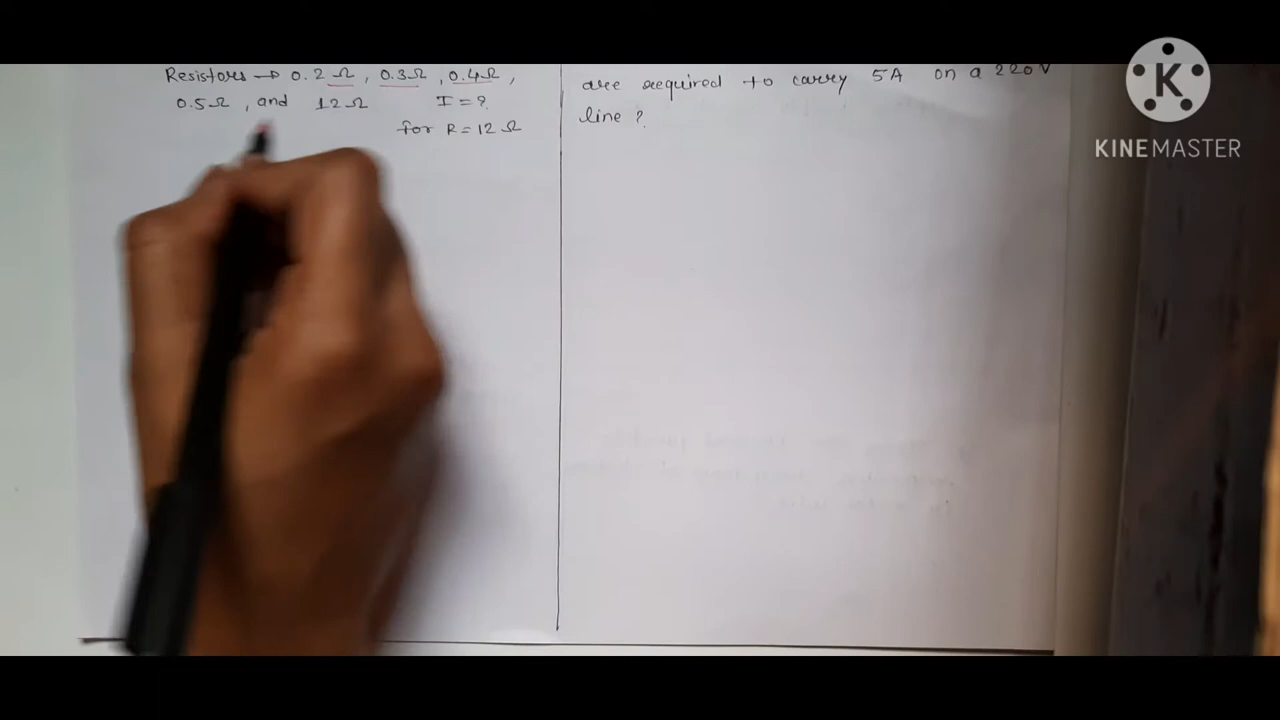 Resistors → 0.2 Ω, 0.3 Ω, 0.4 Ω,
0.5 Ω, and 12 Ω I = ?
for R = 12 Ω
are required to carry 5A on a 220 V
line ?
KINEMASTER